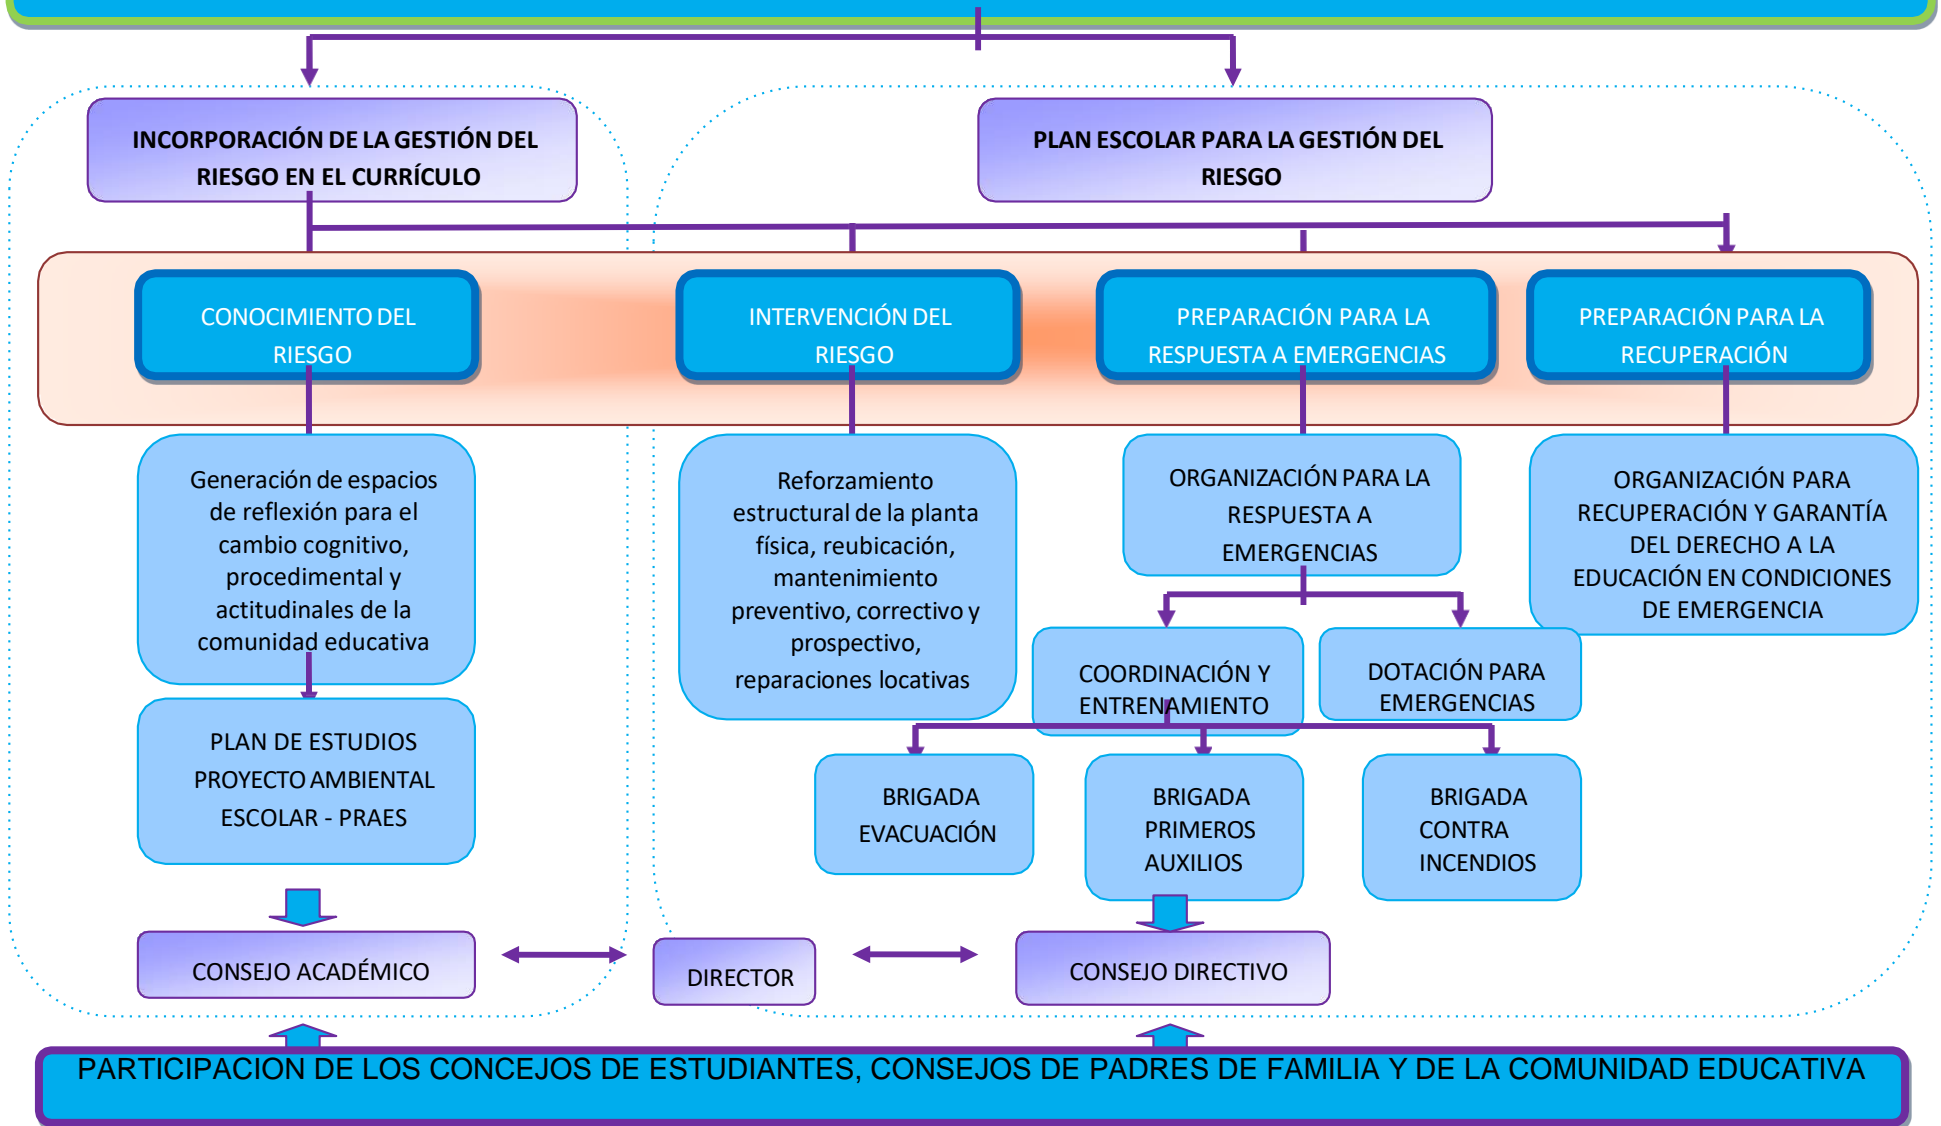 INCORPORACIÓN DE LA GESTIÓN DEL
RIESGO EN EL CURRÍCULO
PLAN ESCOLAR PARA LA GESTIÓN DEL
RIESGO
CONOCIMIENTO DEL
RIESGO
INTERVENCIÓN DEL
RIESGO
PREPARACIÓN PARA LA
RESPUESTA A EMERGENCIAS
PREPARACIÓN PARA LA
RECUPERACIÓN
Generación de espacios
de reflexión para el
cambio cognitivo,
procedimental y
actitudinales de la
comunidad educativa
Reforzamiento
estructural de la planta
física, reubicación,
mantenimiento
preventivo, correctivo y
prospectivo,
reparaciones locativas
ORGANIZACIÓN PARA LA
RESPUESTA A
EMERGENCIAS
ORGANIZACIÓN PARA
RECUPERACIÓN Y GARANTÍA
DEL DERECHO A LA
EDUCACIÓN EN CONDICIONES
DE EMERGENCIA
COORDINACIÓN Y
ENTRENAMIENTO
DOTACIÓN PARA
EMERGENCIAS
PLAN DE ESTUDIOS
PROYECTO AMBIENTAL
ESCOLAR - PRAES
BRIGADA
EVACUACIÓN
BRIGADA
PRIMEROS
AUXILIOS
BRIGADA
CONTRA
INCENDIOS
CONSEJO ACADÉMICO
DIRECTOR
CONSEJO DIRECTIVO
PARTICIPACION DE LOS CONCEJOS DE ESTUDIANTES, CONSEJOS DE PADRES DE FAMILIA Y DE LA COMUNIDAD EDUCATIVA